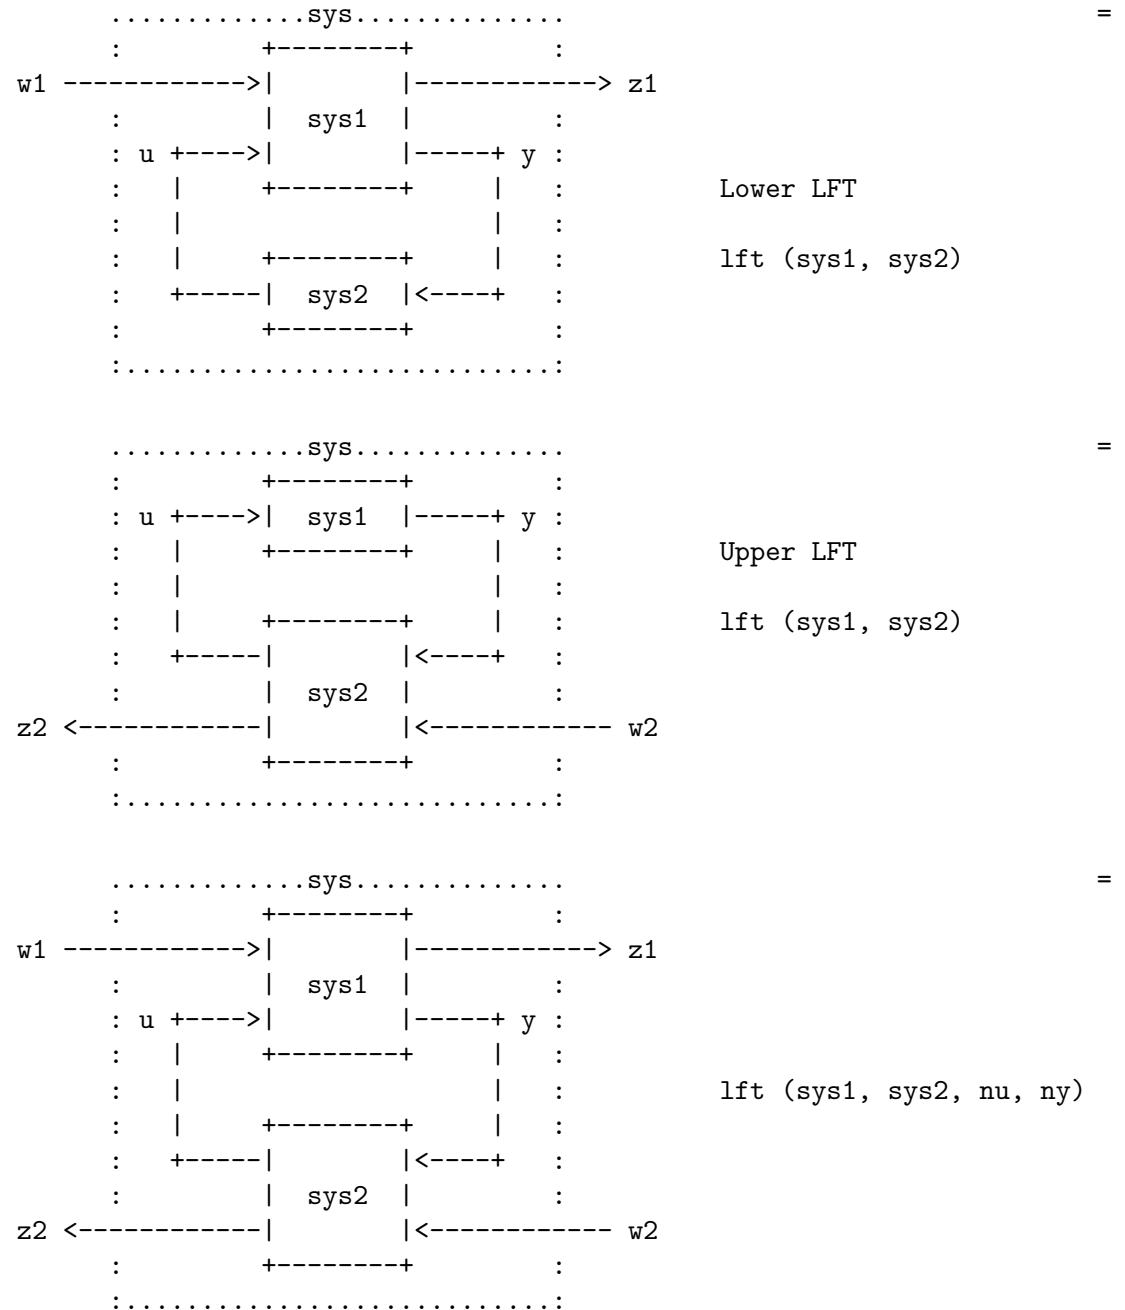 .............sys..............                                  =
      :         +--------+         :
w1 ------------>|        |------------> z1
      :         |  sys1  |         :
      : u +---->|        |-----+ y :
      :   |     +--------+     |   :          Lower LFT
      :   |                    |   :
      :   |     +--------+     |   :          lft (sys1, sys2)
      :   +-----|  sys2  |<----+   :
      :         +--------+         :
      :............................:
      .............sys..............                                  =
      :         +--------+         :
      : u +---->|  sys1  |-----+ y :
      :   |     +--------+     |   :          Upper LFT
      :   |                    |   :
      :   |     +--------+     |   :          lft (sys1, sys2)
      :   +-----|        |<----+   :
      :         |  sys2  |         :
z2 <------------|        |<------------ w2
      :         +--------+         :
      :............................:
      .............sys..............                                  =
      :         +--------+         :
w1 ------------>|        |------------> z1
      :         |  sys1  |         :
      : u +---->|        |-----+ y :
      :   |     +--------+     |   :
      :   |                    |   :          lft (sys1, sys2, nu, ny)
      :   |     +--------+     |   :
      :   +-----|        |<----+   :
      :         |  sys2  |         :
z2 <------------|        |<------------ w2
      :         +--------+         :
      :............................: